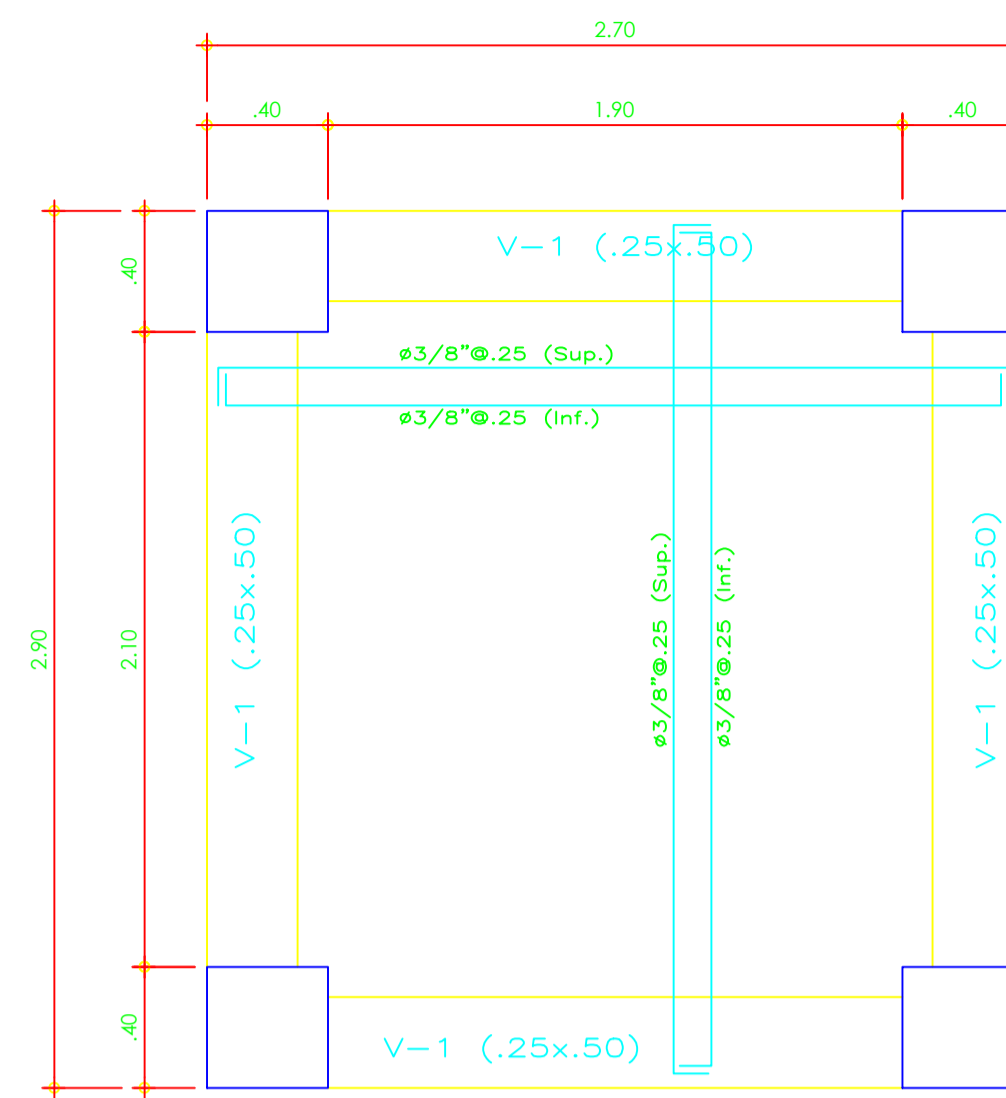 2.70
.40
1.90
.40
V-1 (.25x.50)
.40
ø3/8"@.25 (Sup.)
ø3/8"@.25 (Inf.)
V-1 (.25x.50)
V-1 (.25x.50)
ø3/8"@.25 (Sup.)
ø3/8"@.25 (Inf.)
2.90
2.10
.40
V-1 (.25x.50)